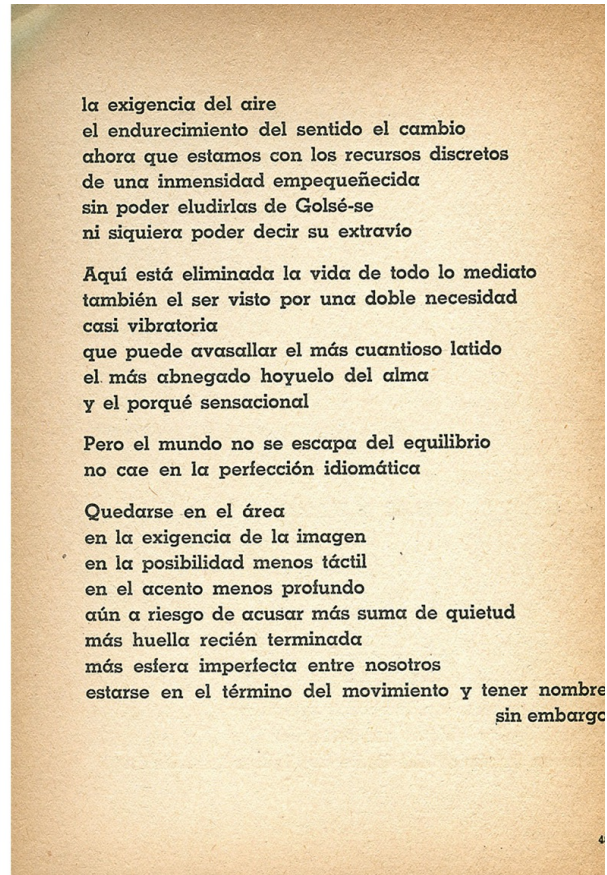 la exigencia del aire
el endurecimiento del sentido el cambio
ahora que estamos con los recursos discretos
de una inmensidad empequeñecida
sin poder eludirlas de Golsé-se
ni siquiera poder decir su extravío
Aquí está eliminada la vida de todo lo mediato
también el ser visto por una doble necesidad
casi vibratoria
que puede avasallar el más cuantioso latido
el más abnegado hoyuelo del alma
y el porqué sensacional
Pero el mundo no se escapa del equilibrio
no cae en la perfección idiomática
Quedarse en el área
en la exigencia de la imagen
en la posibilidad menos táctil
en el acento menos profundo
aún a riesgo de acusar más suma de quietud
más huella recién terminada
más esfera imperfecta entre nosotros
estarse en el término del movimiento y tener nombre
sin embargo